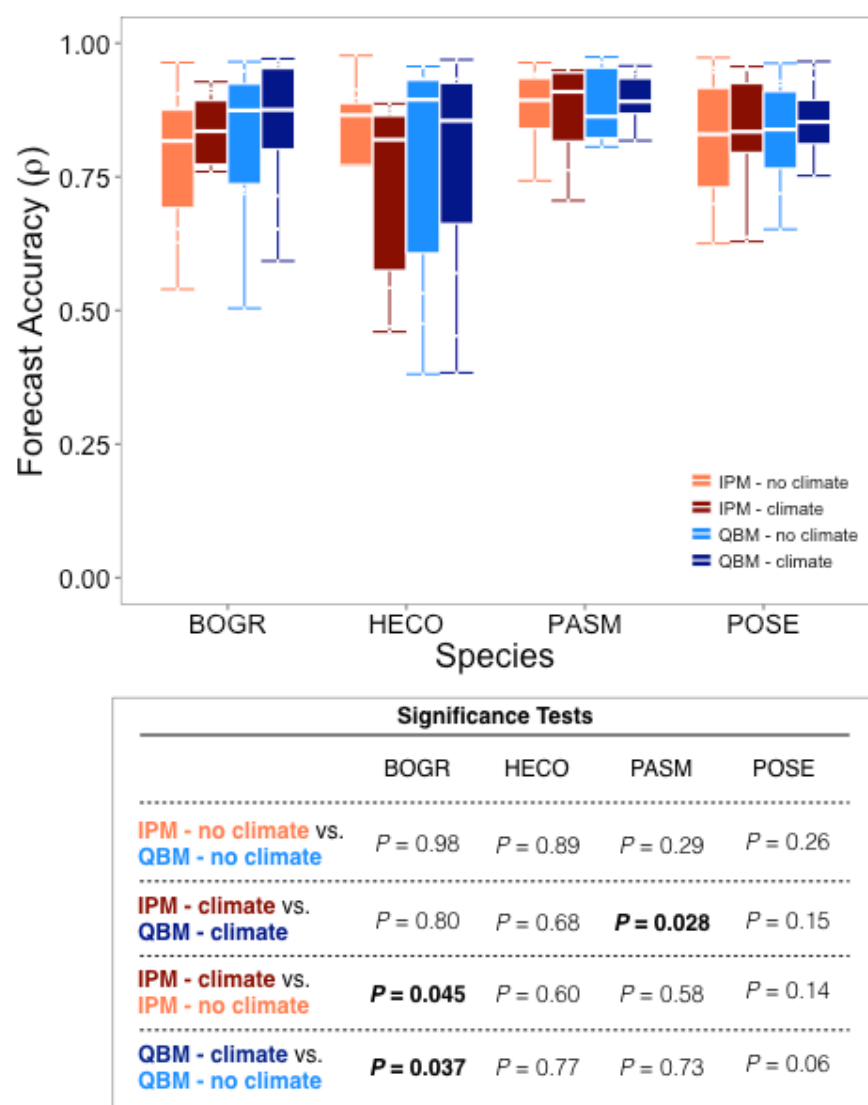 1.00
0.75
0.50
0.25
0.00
Forecast Accuracy (ρ)
IPM - no climate
IPM - climate
QBM - no climate
QBM - climate
BOGR HECO PASM POSE
Species
Significance Tests
BOGR HECO PASM POSE
IPM - no climate vs.
QBM - no climate
P = 0.98 P = 0.89 P = 0.29 P = 0.26
IPM - climate vs.
QBM - climate
P = 0.80 P = 0.68 P = 0.028 P = 0.15
IPM - climate vs.
IPM - no climate
P = 0.045 P = 0.60 P = 0.58 P = 0.14
QBM - climate vs.
QBM - no climate
P = 0.037 P = 0.77 P = 0.73 P = 0.06